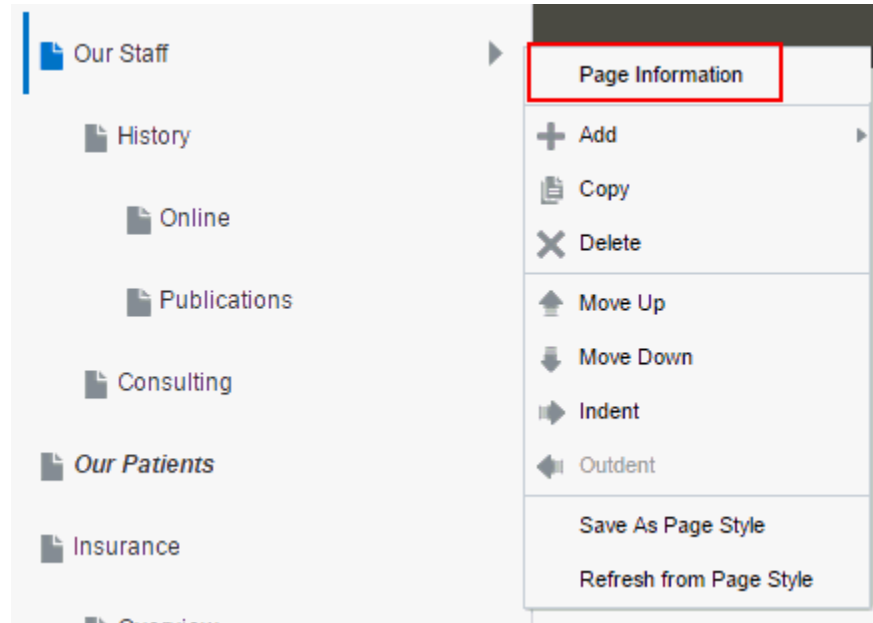 Our Staff
History
Online
Publications
Consulting
Our Patients
Insurance
Overview
Page Information
Add
Copy
Delete
Move Up
Move Down
Indent
Outdent
Save As Page Style
Refresh from Page Style